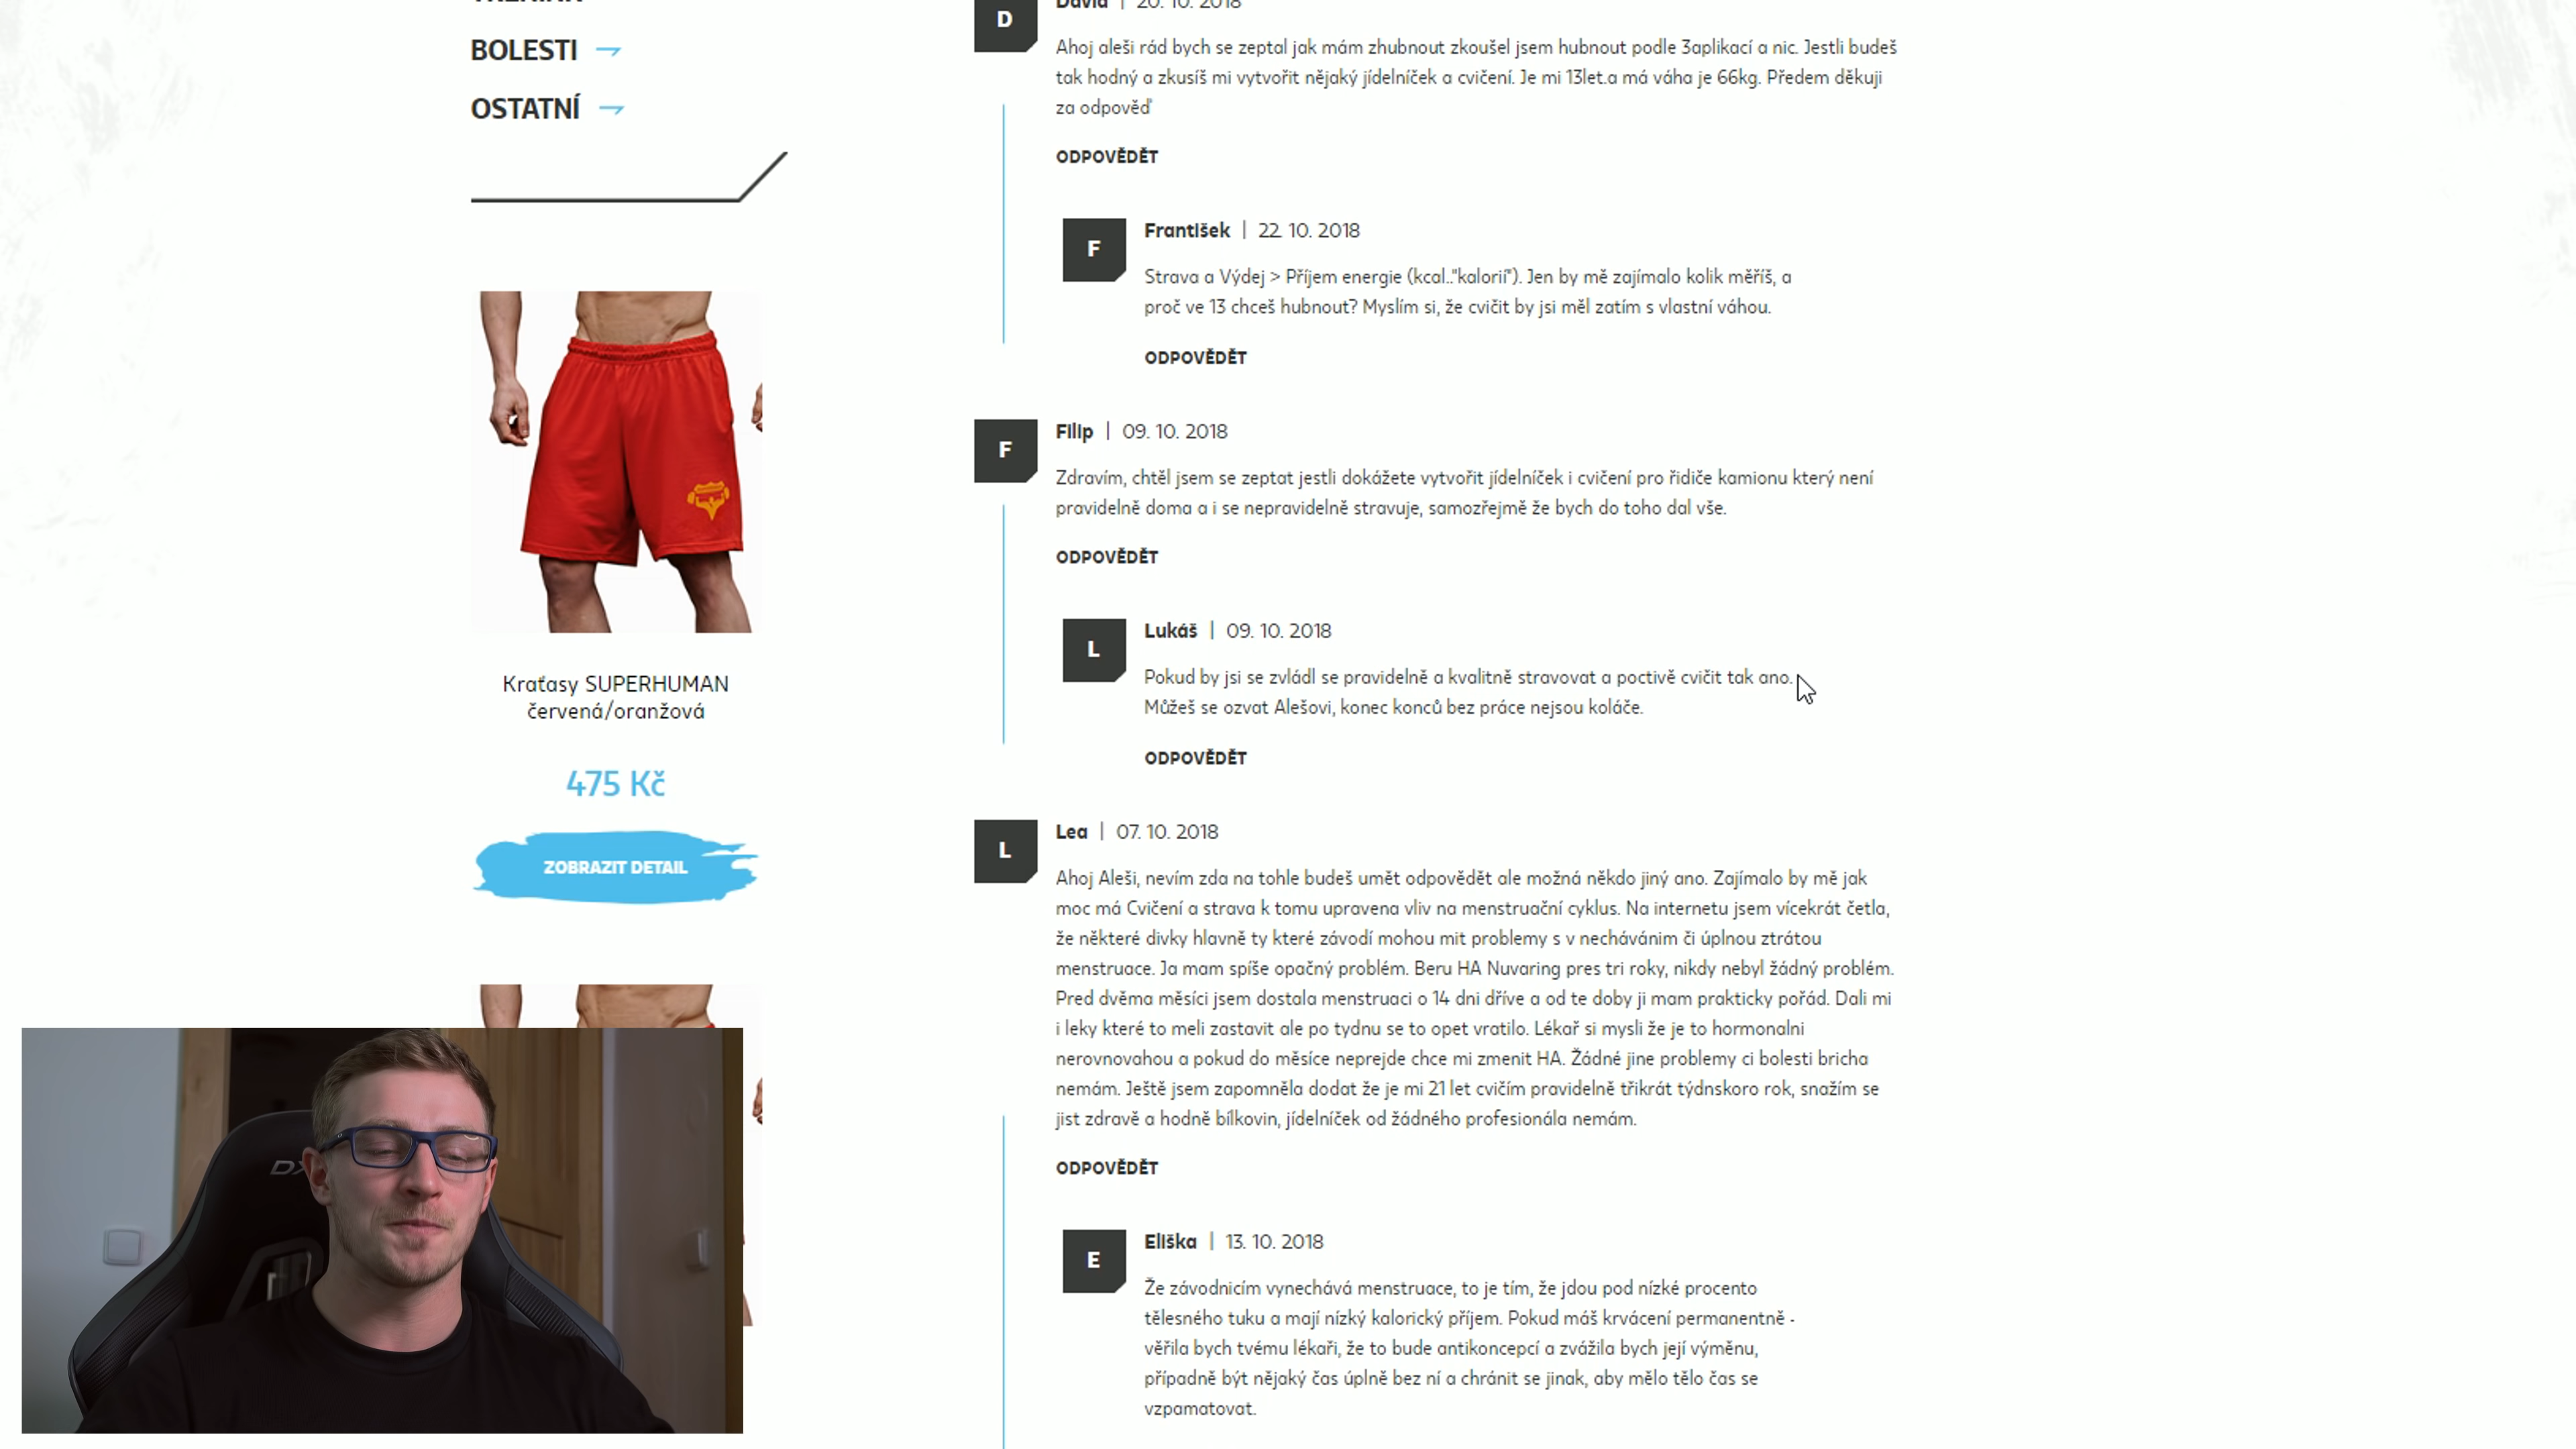 BOLESTI
OSTATNÍ
Kraťasy SUPERHUMAN
červená/oranžová
475 Kč
ZOBRAZIT DETAIL
D
David | 20. 10. 2018
Ahoj aleši rád bych se zeptal jak mám zhubnout zkoušel jsem hubnout podle 3aplikací a nic. Jestli budeš
tak hodný a zkusíš mi vytvořit nějaký jídelníček a cvičení. Je mi 13let.a má váha je 66kg. Předem děkuji
za odpověď
ODPOVĚDĚT
F
František | 22. 10. 2018
Strava a Výdej > Příjem energie (kcal.."kalorií"). Jen by mě zajímalo kolik měříš, a
proč ve 13 chceš hubnout? Myslím si, že cvičit by jsi měl zatím s vlastní váhou.
ODPOVĚDĚT
F
Filip | 09. 10. 2018
Zdravím, chtěl jsem se zeptat jestli dokážete vytvořit jídelníček i cvičení pro řidiče kamionu který není
pravidelně doma a i se nepravidelně stravuje, samozřejmě že bych do toho dal vše.
ODPOVĚDĚT
L
Lukáš | 09. 10. 2018
Pokud by jsi se zvládl se pravidelně a kvalitně stravovat a poctivě cvičit tak ano.
Můžeš se ozvat Alešovi, konec konců bez práce nejsou koláče.
ODPOVĚDĚT
L
Lea | 07. 10. 2018
Ahoj Aleši, nevím zda na tohle budeš umět odpovědět ale možná někdo jiný ano. Zajímalo by mě jak
moc má Cvičení a strava k tomu upravena vliv na menstruační cyklus. Na internetu jsem vícekrát četla,
že některé divky hlavně ty které závodí mohou mit problemy s v nechávánim či úplnou ztrátou
menstruace. Ja mam spíše opačný problém. Beru HA Nuvaring pres tri roky, nikdy nebyl žádný problém.
Pred dvěma měsíci jsem dostala menstruaci o 14 dni dříve a od te doby ji mam prakticky pořád. Dali mi
i leky které to meli zastavit ale po tydnu se to opet vratilo. Lékař si mysli že je to hormonalni
nerovnovahou a pokud do měsíce neprejde chce mi zmenit HA. Žádné jine problemy ci bolesti bricha
nemám. Ještě jsem zapomněla dodat že je mi 21 let cvičím pravidelně třikrát týdnskoro rok, snažím se
jist zdravě a hodně bílkovin, jídelníček od žádného profesionála nemám.
ODPOVĚDĚT
E
Eliška | 13. 10. 2018
Že závodnicím vynechává menstruace, to je tím, že jdou pod nízké procento
tělesného tuku a mají nízký kalorický příjem. Pokud máš krvácení permanentně -
věřila bych tvému lékaři, že to bude antikoncepcí a zvážila bych její výměnu,
případně být nějaký čas úplně bez ní a chránit se jinak, aby mělo tělo čas se
vzpamatovat.